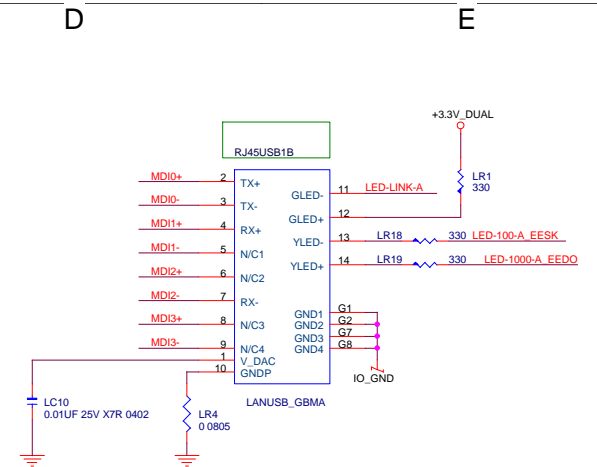 D E
+3.3V_DUAL
RJ45USB1B
LR1
330
MDI0+ 2 TX+ GLED- 11 LED-LINK-A
MDI0- 3 TX- GLED+ 12
MDI1+ 4 RX+ YLED- 13 LR18 330 LED-100-A_EESK
MDI1- 5 N/C1 YLED+ 14 LR19 330 LED-1000-A_EEDO
MDI2+ 6 N/C2
MDI2- 7 RX-
MDI3+ 8 N/C3
MDI3- 9 N/C4
1 V_DAC
10 GNDP
GND1 G1
GND2 G2
GND3 G7
GND4 G8
IO_GND
LANUSB_GBMA
LC10
0.01UF 25V X7R 0402
LR4
0 0805